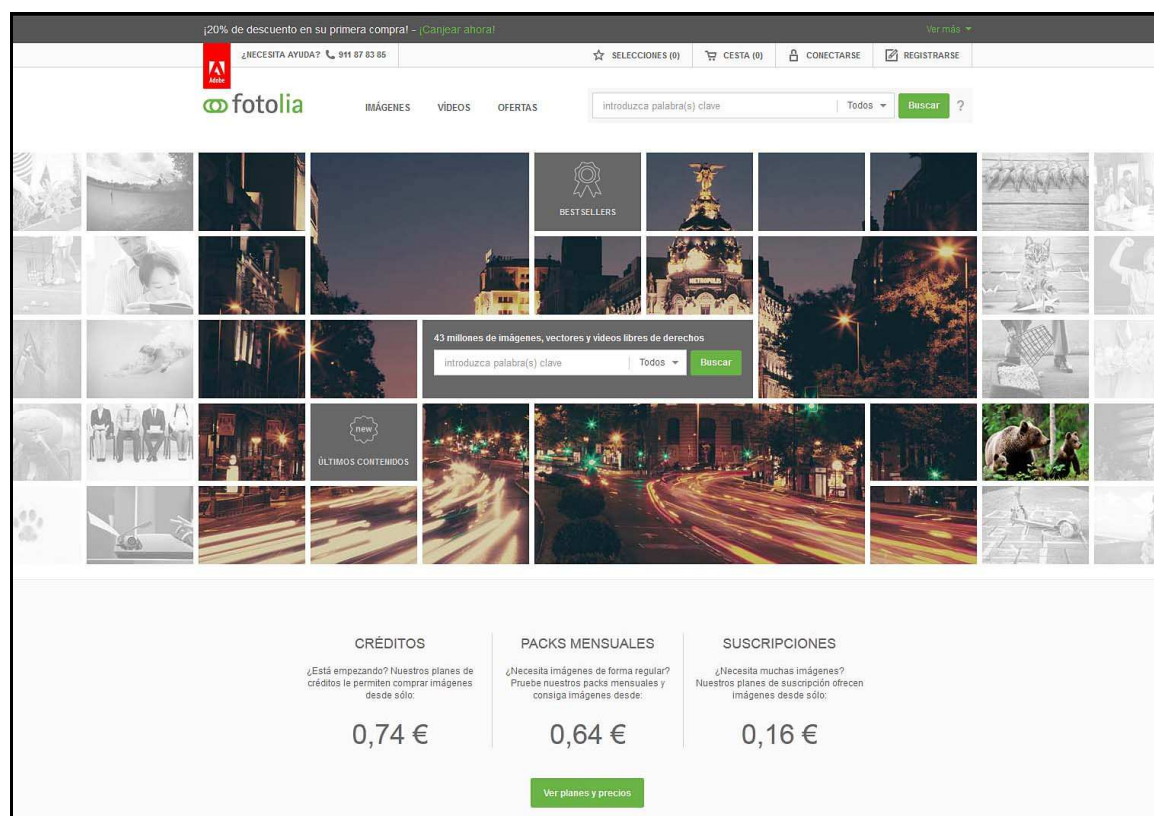 ¡20% de descuento en su primera compra! - ¡Canjear ahora!
Ver más
¿NECESITA AYUDA? 911 87 83 85
SELECCIONES (0)
CESTA (0)
CONECTARSE
REGISTRARSE
Adobe
fotolia
IMÁGENES
VÍDEOS
OFERTAS
introduzca palabra(s) clave
Todos
Buscar
?
BESTSELLERS
METROPOLIS
43 millones de imágenes, vectores y vídeos libres de derechos
introduzca palabra(s) clave
Todos
Buscar
new
ÚLTIMOS CONTENIDOS
CRÉDITOS
¿Está empezando? Nuestros planes de
créditos le permiten comprar imágenes
desde sólo:
0,74 €
PACKS MENSUALES
¿Necesita imágenes de forma regular?
Pruebe nuestros packs mensuales y
consiga imágenes desde:
0,64 €
SUSCRIPCIONES
¿Necesita muchas imágenes?
Nuestros planes de suscripción ofrecen
imágenes desde sólo:
0,16 €
Ver planes y precios